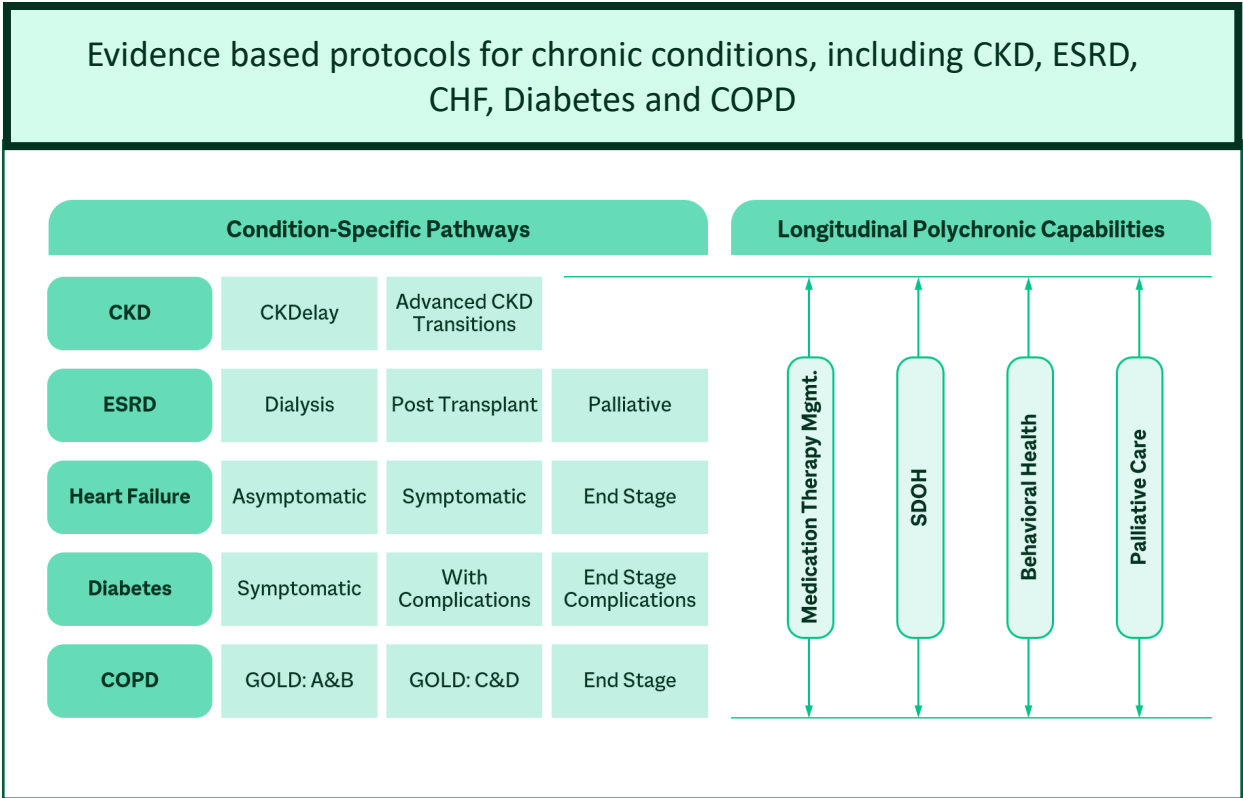 Evidence based protocols for chronic conditions, including CKD, ESRD,
CHF, Diabetes and COPD
Condition-Specific Pathways
Longitudinal Polychronic Capabilities
CKD
CKDelay
Advanced CKD
Transitions
ESRD
Dialysis
Post Transplant
Palliative
Heart Failure
Asymptomatic
Symptomatic
End Stage
Diabetes
Symptomatic
With
Complications
End Stage
Complications
COPD
GOLD: A&B
GOLD: C&D
End Stage
Medication Therapy Mgmt.
SDOH
Behavioral Health
Palliative Care